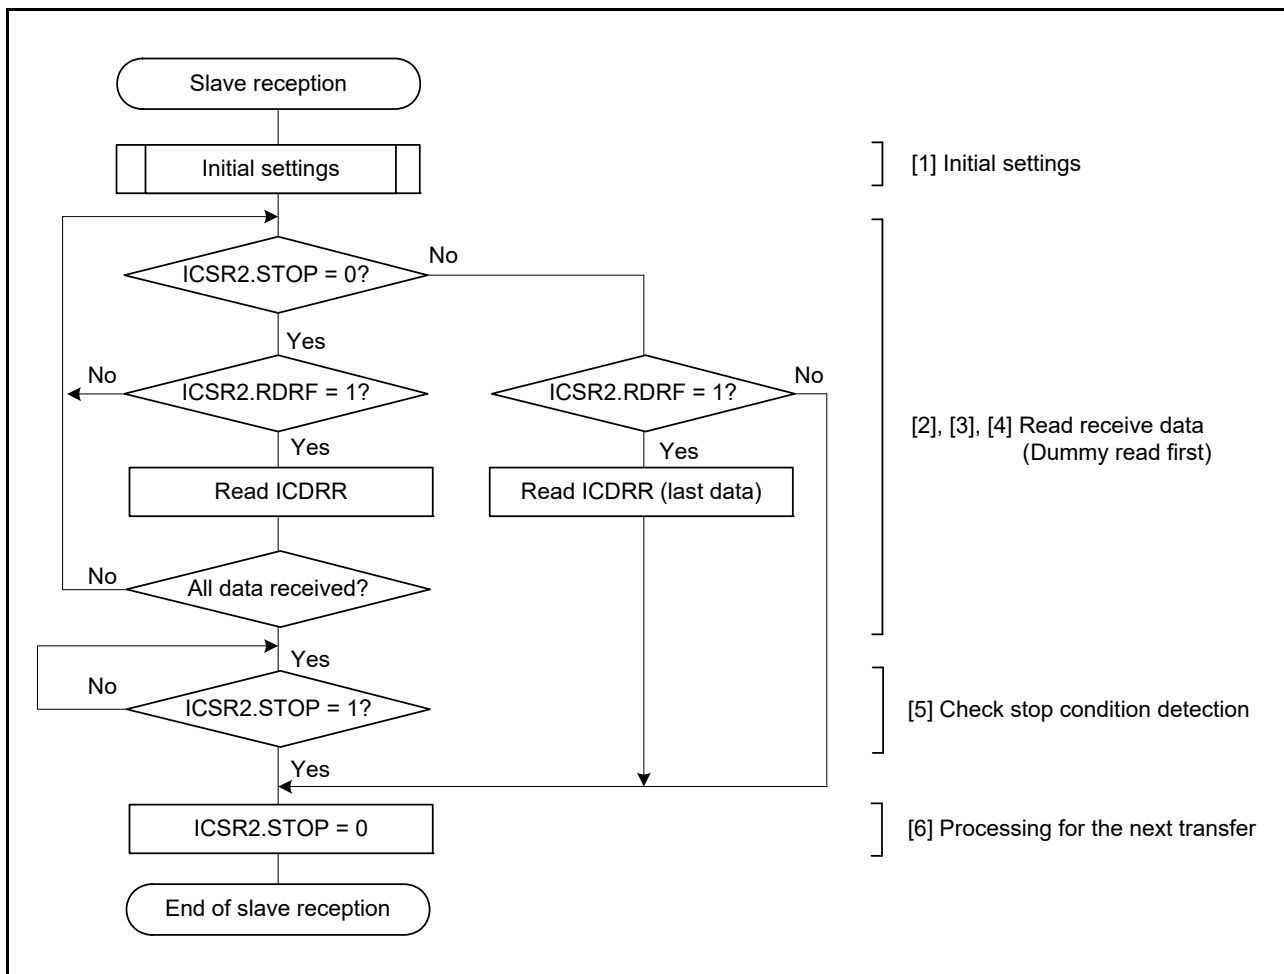 Slave reception
Initial settings
[1] Initial settings
ICSR2.STOP = 0?
No
Yes
ICSR2.RDRF = 1?
No
Yes
ICSR2.RDRF = 1?
No
Yes
[2], [3], [4] Read receive data
(Dummy read first)
Read ICDRR
Read ICDRR (last data)
All data received?
No
Yes
ICSR2.STOP = 1?
No
Yes
[5] Check stop condition detection
ICSR2.STOP = 0
[6] Processing for the next transfer
End of slave reception